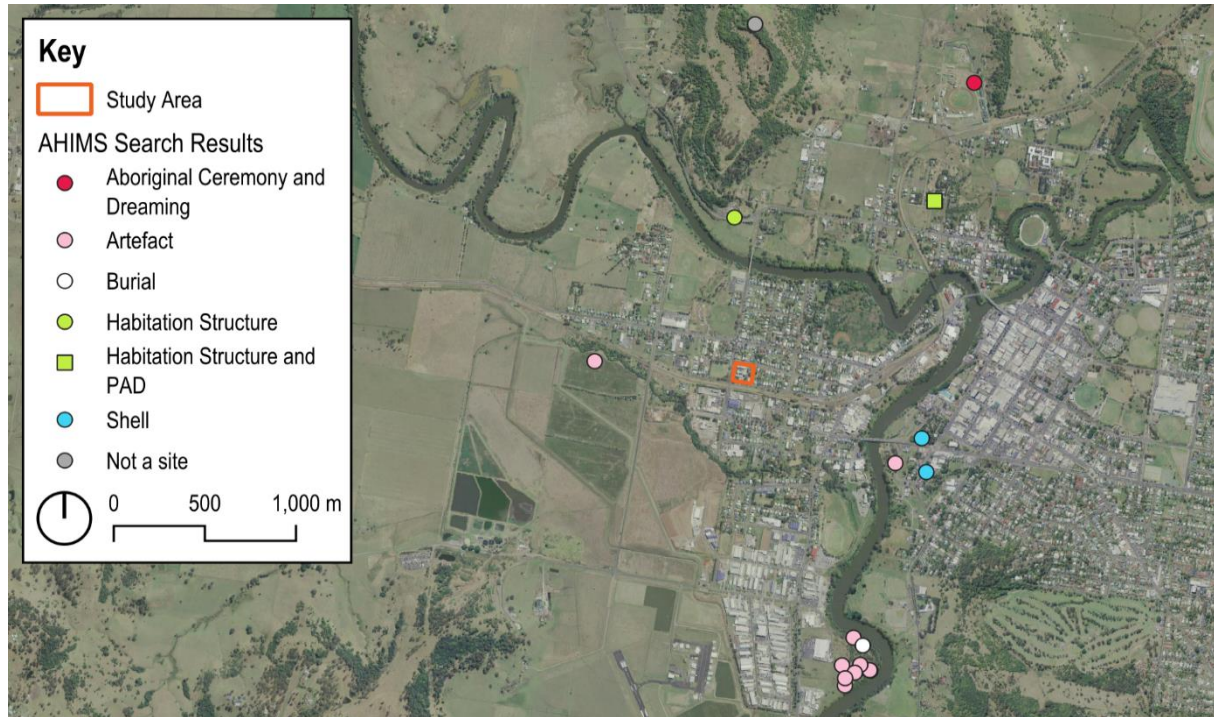 Key
Study Area
AHIMS Search Results
Aboriginal Ceremony and
Dreaming
Artefact
Burial
Habitation Structure
Habitation Structure and
PAD
Shell
Not a site
0 500 1,000 m